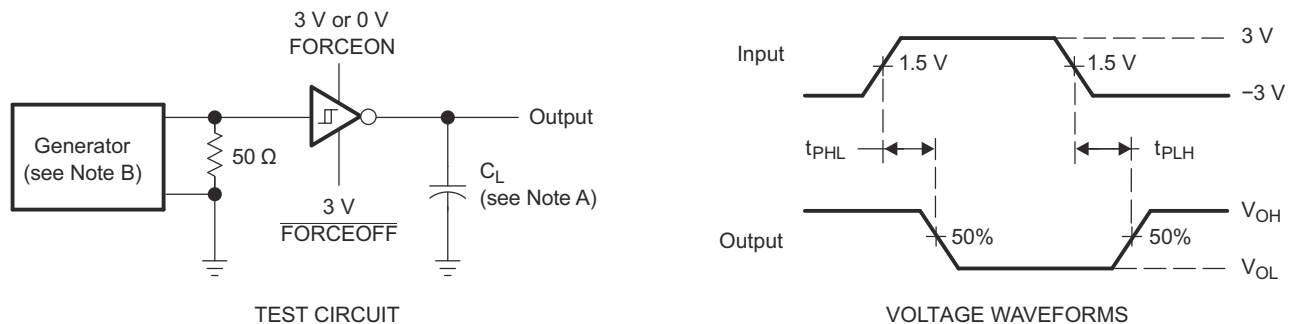 3 V or 0 V
FORCEON
Generator
(see Note B)
50 Ω
Output
C_L
(see Note A)
3 V
FORCEOFF
TEST CIRCUIT
Input
3 V
1.5 V
1.5 V
−3 V
t_PHL
t_PLH
Output
50%
50%
V_OH
V_OL
VOLTAGE WAVEFORMS